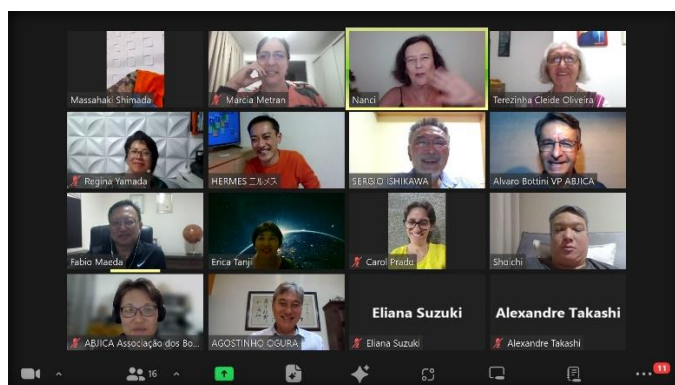 Massahaki Shimada
Marcia Metran
Nanci
Terezinha Cleide Oliveira
Regina Yamada
HERMES エルメス
SERGIO ISHIKAWA
Alvaro Bottini VP ABJICA
Fabio Maeda
Erica Tanji
Carol Prado
Shoichi
ABJICA Associação dos Bo...
AGOSTINHO OGURA
Eliana Suzuki
Eliana Suzuki
Alexandre Takashi
Alexandre Takashi
16
11